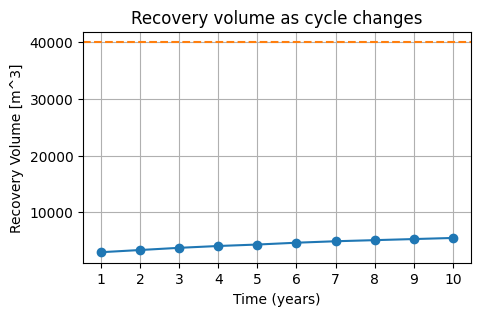 Recovery volume as cycle changes
Recovery Volume [m^3]
40000
30000
20000
10000
1 2 3 4 5 6 7 8 9 10
Time (years)